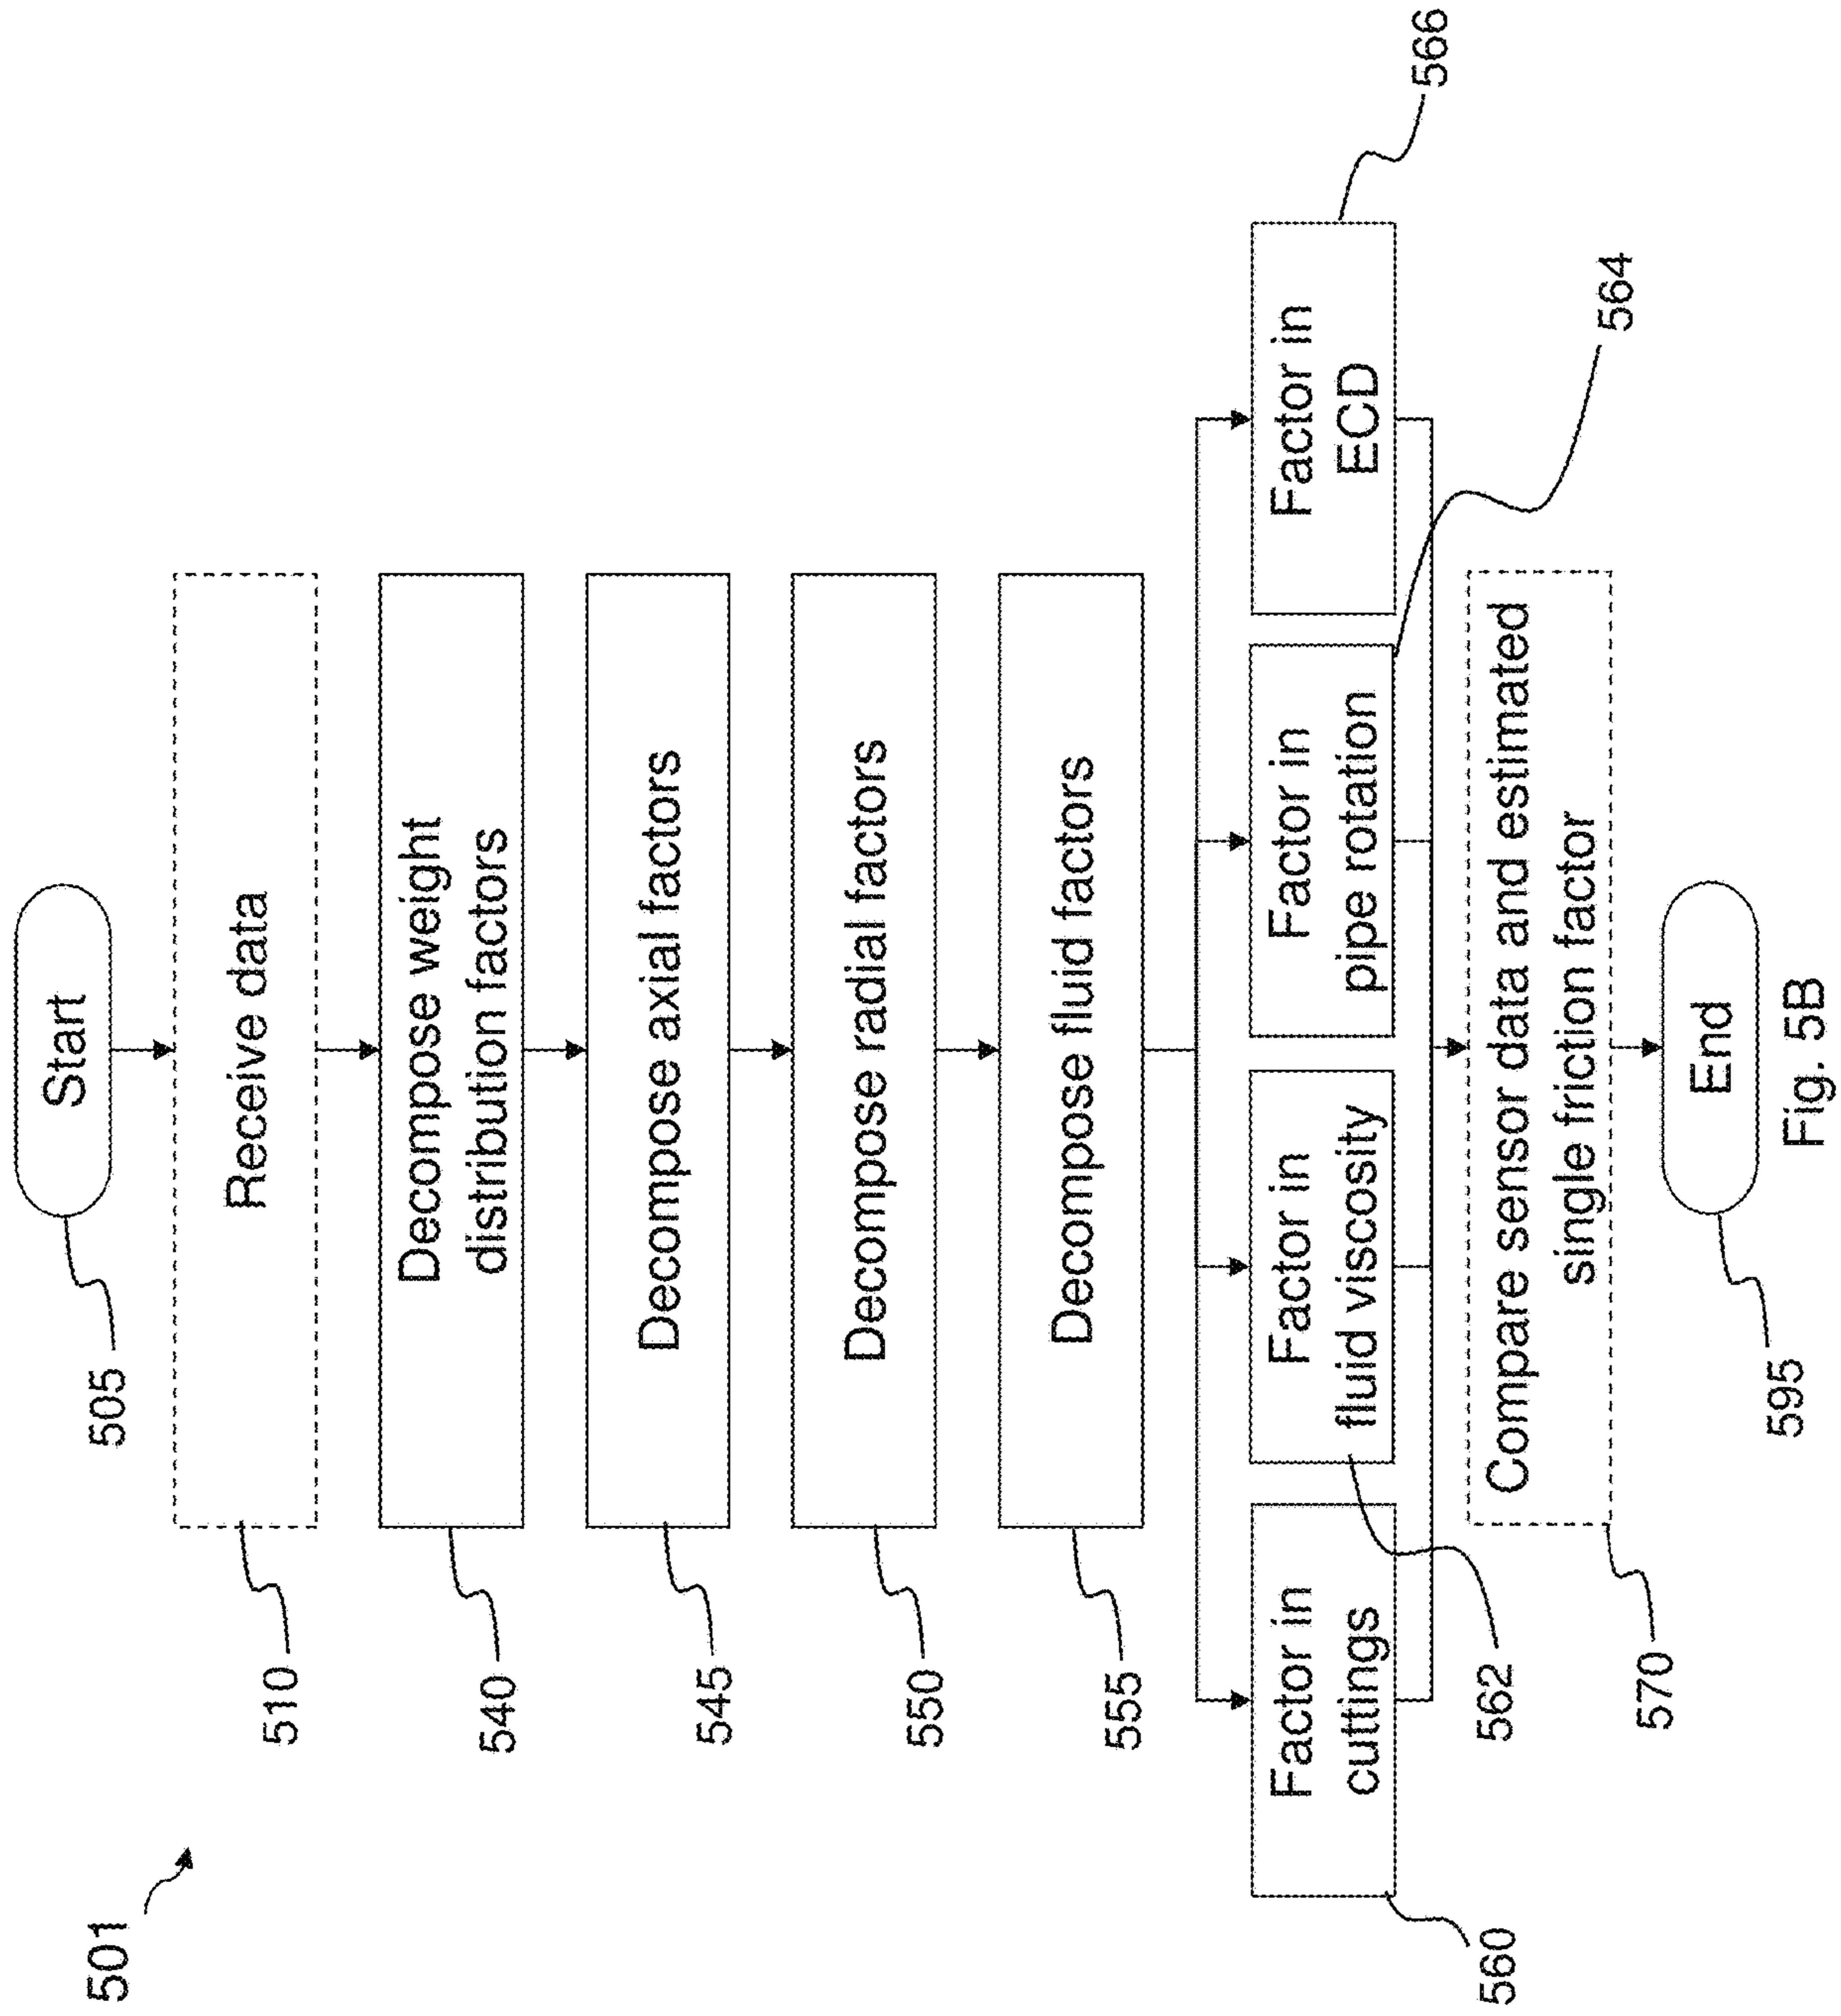 501
Start
505
Receive data
510
Decompose weight
distribution factors
540
Decompose axial factors
545
Decompose radial factors
550
Decompose fluid factors
555
Factor in
cuttings
560
Factor in
fluid viscosity
562
Factor in
pipe rotation
564
Factor in
ECD
566
Compare sensor data and estimated
single friction factor
570
End
595
Fig. 5B